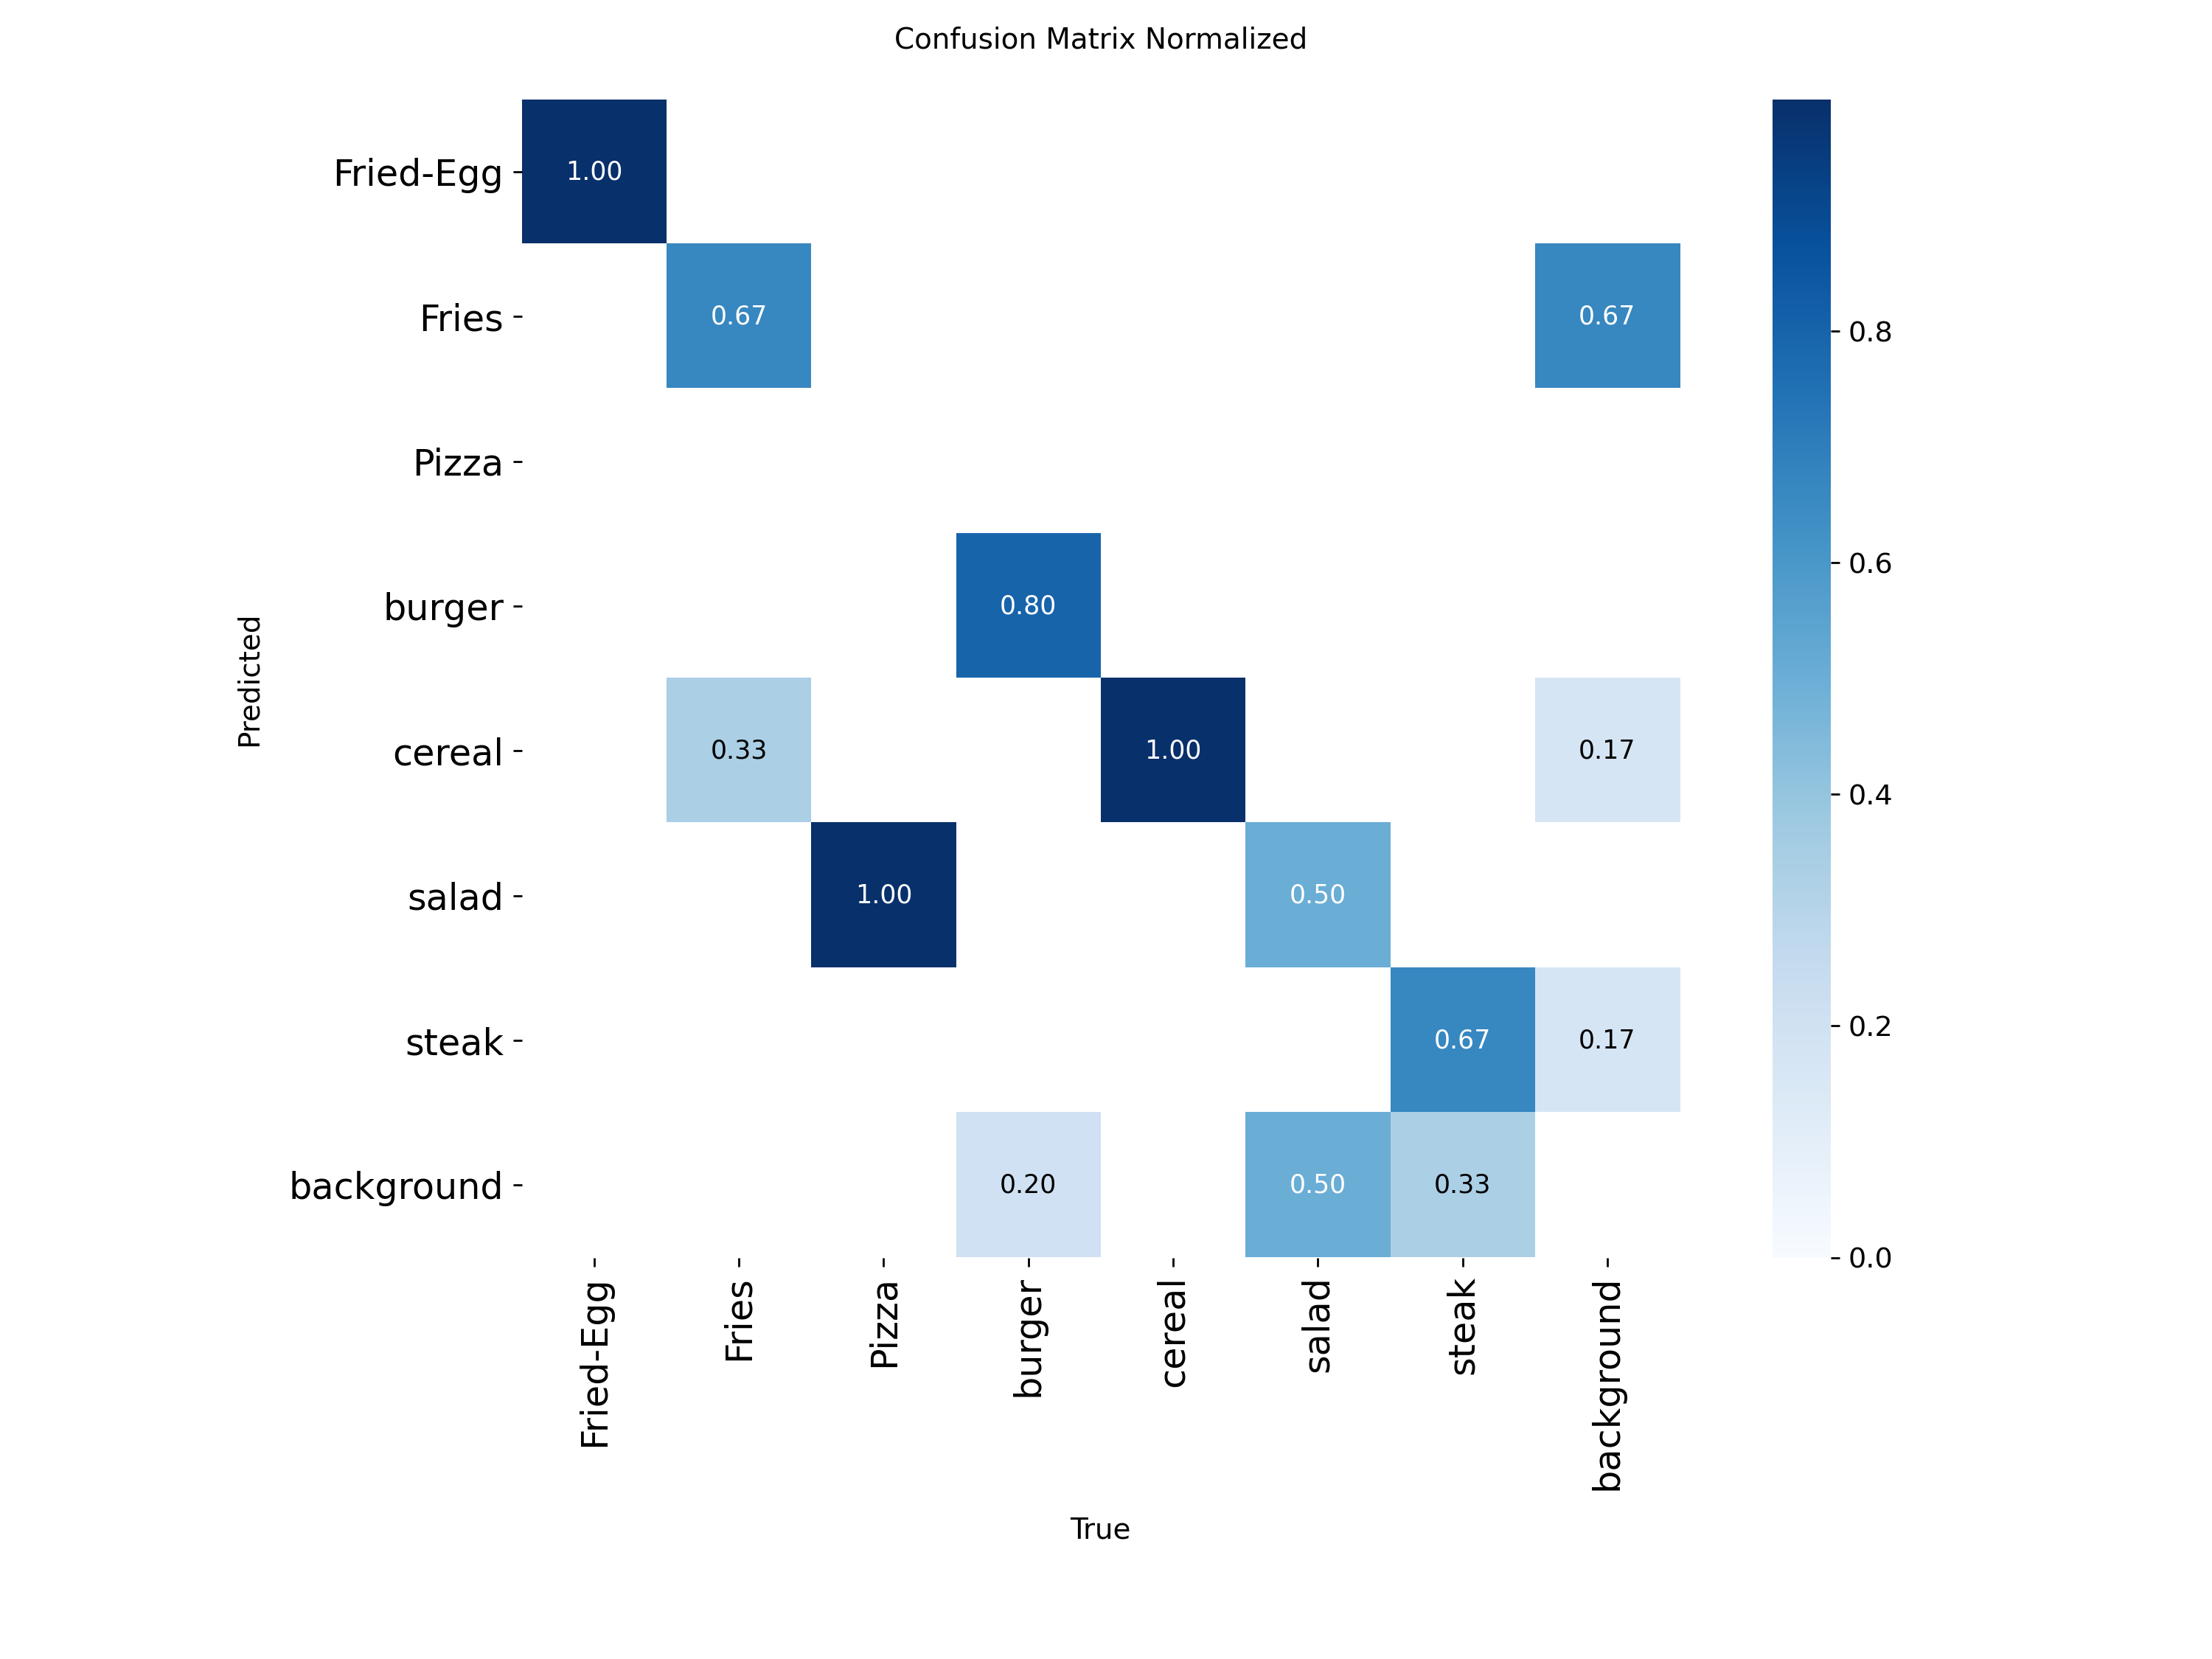 Confusion Matrix Normalized
Fried-Egg
1.00
Fries
0.67
0.67
0.8
Pizza
burger
0.80
0.6
Predicted
cereal
0.33
1.00
0.17
0.4
salad
1.00
0.50
steak
0.67
0.17
0.2
background
0.20
0.50
0.33
0.0
Fried-Egg
Fries
Pizza
burger
cereal
salad
steak
background
True